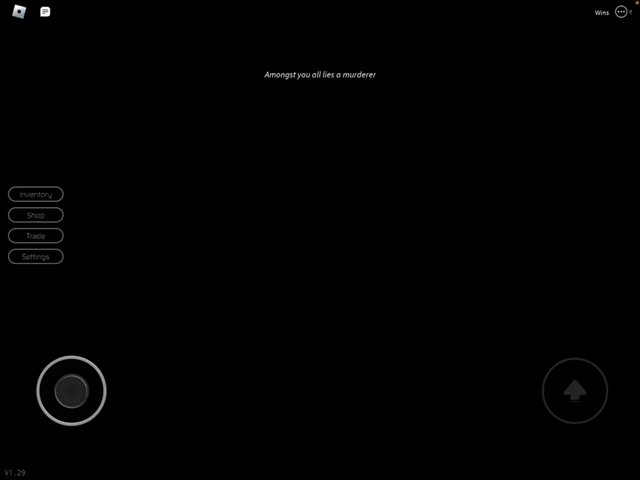 Wins
Amongst you all lies a murderer
Inventory
Shop
Trade
Settings
V1.29